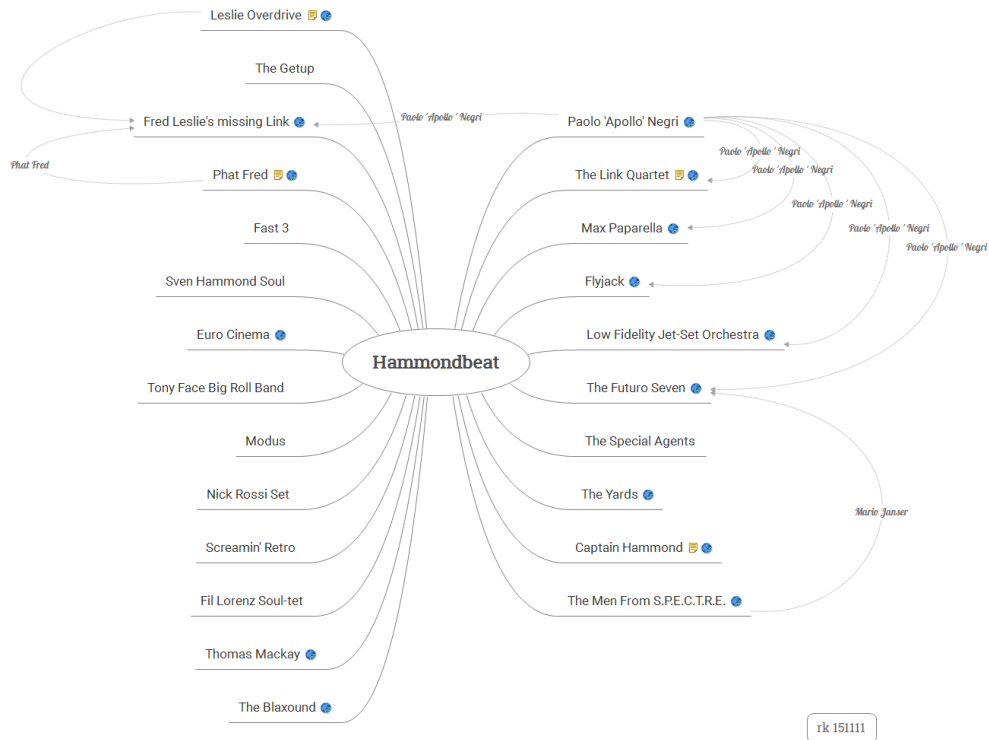 Leslie Overdrive
The Getup
Fred Leslie's missing Link
Paolo 'Apollo' Negri
Paolo 'Apollo' Negri
Paolo 'Apollo' Negri
Phat Fred
Phat Fred
The Link Quartet
Paolo 'Apollo' Negri
Paolo 'Apollo' Negri
Fast 3
Max Paparella
Paolo 'Apollo' Negri
Paolo 'Apollo' Negri
Sven Hammond Soul
Flyjack
Euro Cinema
Low Fidelity Jet-Set Orchestra
Hammondbeat
Tony Face Big Roll Band
The Futuro Seven
Modus
The Special Agents
Nick Rossi Set
The Yards
Mario Janser
Screamin' Retro
Captain Hammond
Fil Lorenz Soul-tet
The Men From S.P.E.C.T.R.E.
Thomas Mackay
The Blaxound
rk 151111